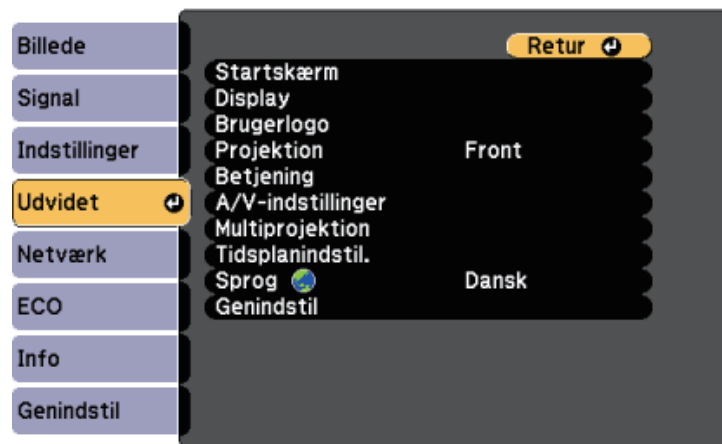 Billede
Signal
Indstillinger
Udvidet
Netværk
ECO
Info
Genindstil
Retur
Startskærm
Display
Brugerlogo
Projektion Front
Betjening
A/V-indstillinger
Multiprojektion
Tidsplanindstil.
Sprog Dansk
Genindstil